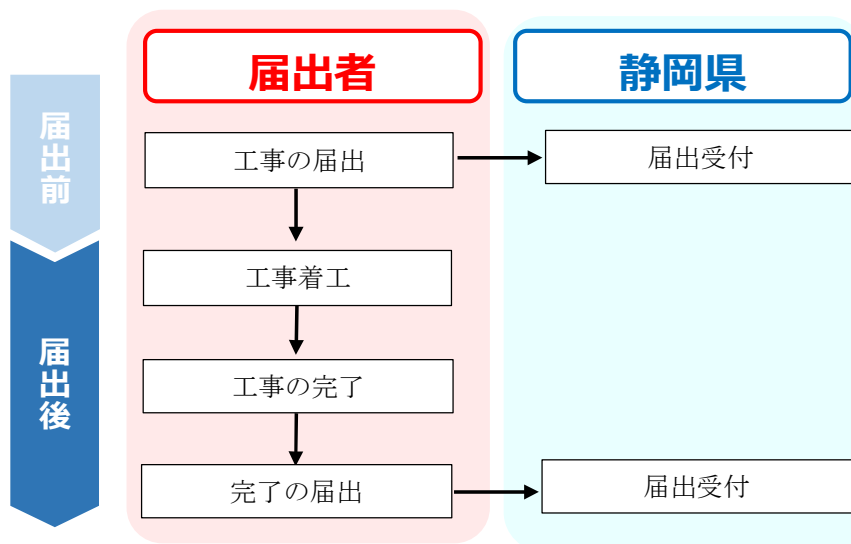 届出者
静岡県
届出前
工事の届出
届出受付
工事着工
届出後
工事の完了
完了の届出
届出受付